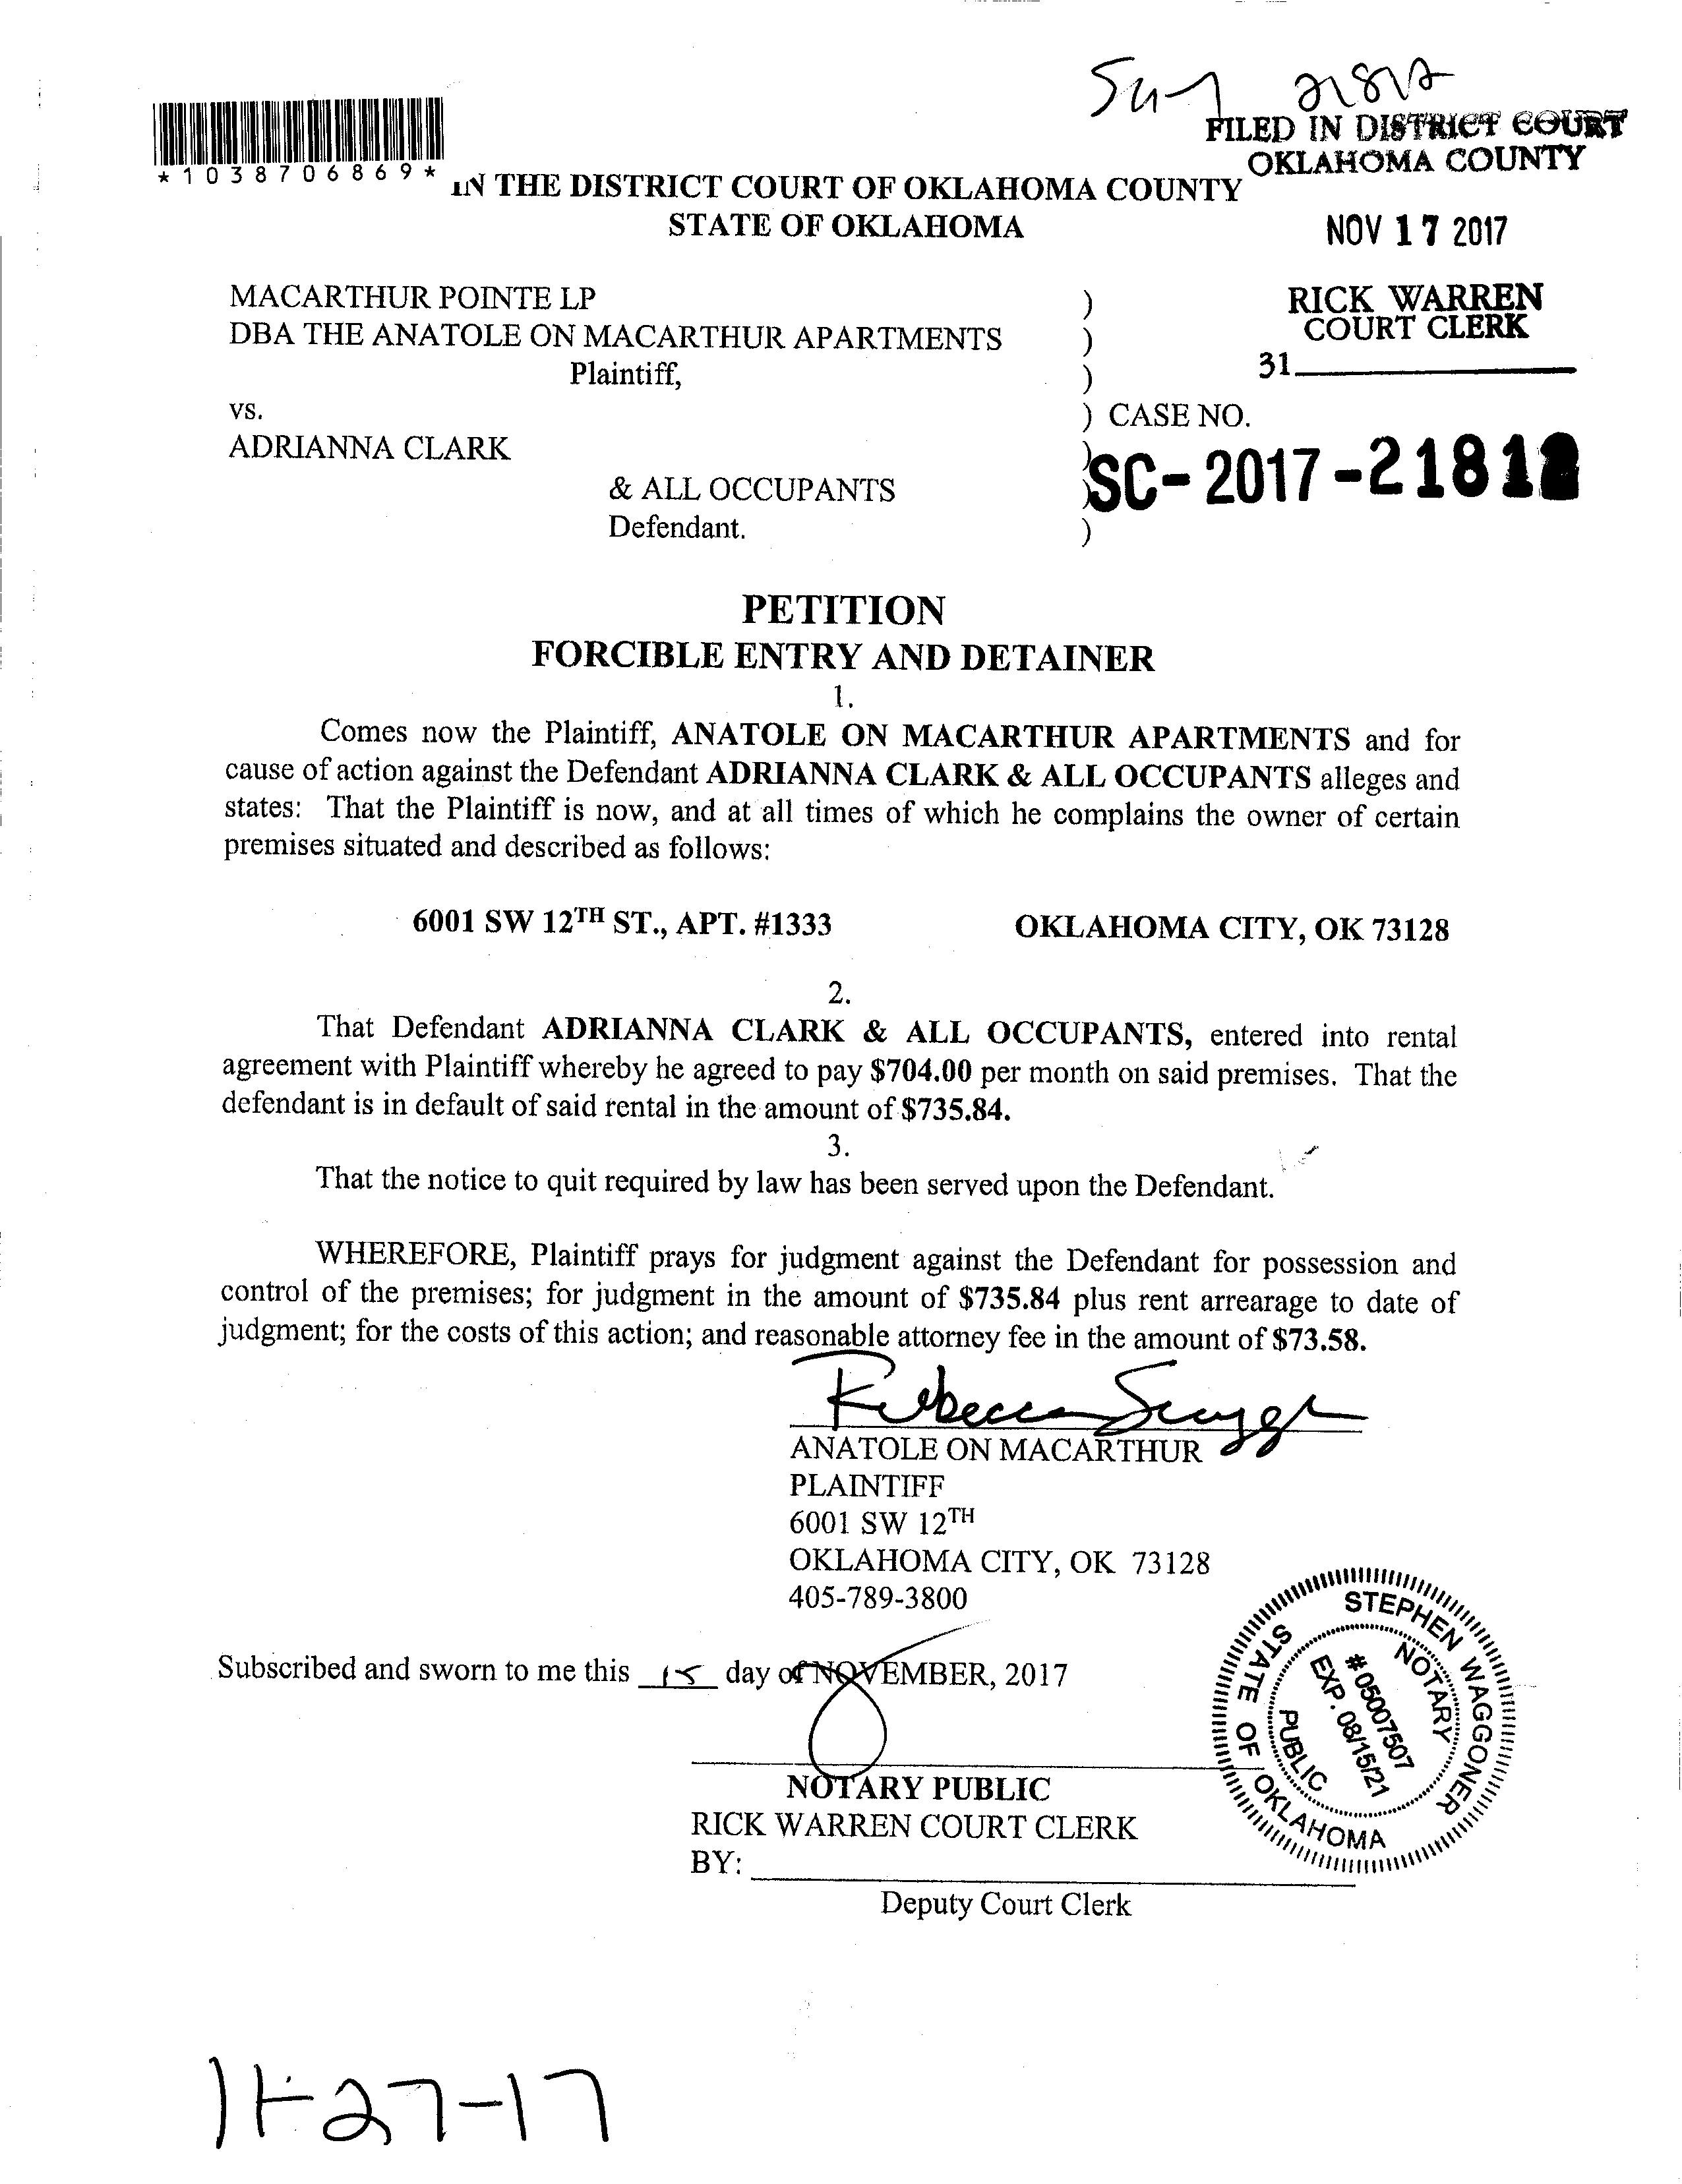 21812
FILED IN DISTRICT COURT
OKLAHOMA COUNTY
*1038706869*
IN THE DISTRICT COURT OF OKLAHOMA COUNTY
STATE OF OKLAHOMA
NOV 17 2017
RICK WARREN
COURT CLERK
31
MACARTHUR POINTE LP )
DBA THE ANATOLE ON MACARTHUR APARTMENTS )
Plaintiff, )
vs. ) CASE NO.
ADRIANNA CLARK )
SC-2017-21812
& ALL OCCUPANTS )
Defendant. )
PETITION
FORCIBLE ENTRY AND DETAINER
1.
Comes now the Plaintiff, ANATOLE ON MACARTHUR APARTMENTS and for
cause of action against the Defendant ADRIANNA CLARK & ALL OCCUPANTS alleges and
states: That the Plaintiff is now, and at all times of which he complains the owner of certain
premises situated and described as follows:
6001 SW 12TH ST., APT. #1333 OKLAHOMA CITY, OK 73128
2.
That Defendant ADRIANNA CLARK & ALL OCCUPANTS, entered into rental
agreement with Plaintiff whereby he agreed to pay $704.00 per month on said premises. That the
defendant is in default of said rental in the amount of $735.84.
3.
That the notice to quit required by law has been served upon the Defendant.
WHEREFORE, Plaintiff prays for judgment against the Defendant for possession and
control of the premises; for judgment in the amount of $735.84 plus rent arrearage to date of
judgment; for the costs of this action; and reasonable attorney fee in the amount of $73.58.
Rebecca
ANATOLE ON MACARTHUR
PLAINTIFF
6001 SW 12TH
OKLAHOMA CITY, OK 73128
405-789-3800
Subscribed and sworn to me this 15 day of NOVEMBER, 2017
NOTARY PUBLIC
RICK WARREN COURT CLERK
BY:
Deputy Court Clerk
STEPHEN WAGGONER
NOTARY
#05007507
EXP. 08/15/21
PUBLIC
STATE OF OKLAHOMA
11-27-17